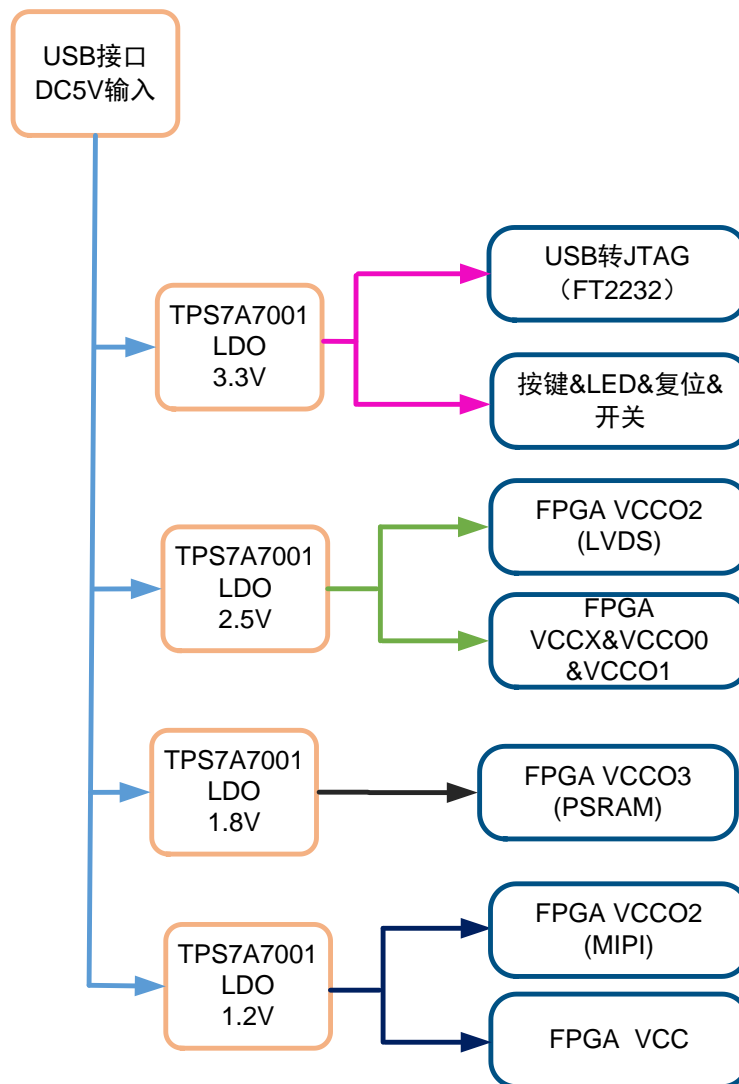 USB接口
DC5V输入
TPS7A7001
LDO
3.3V
USB转JTAG
（FT2232）
按键&LED&复位&
开关
TPS7A7001
LDO
2.5V
FPGA VCCO2
(LVDS)
FPGA
VCCX&VCCO0
&VCCO1
TPS7A7001
LDO
1.8V
FPGA VCCO3
(PSRAM)
TPS7A7001
LDO
1.2V
FPGA VCCO2
(MIPI)
FPGA VCC